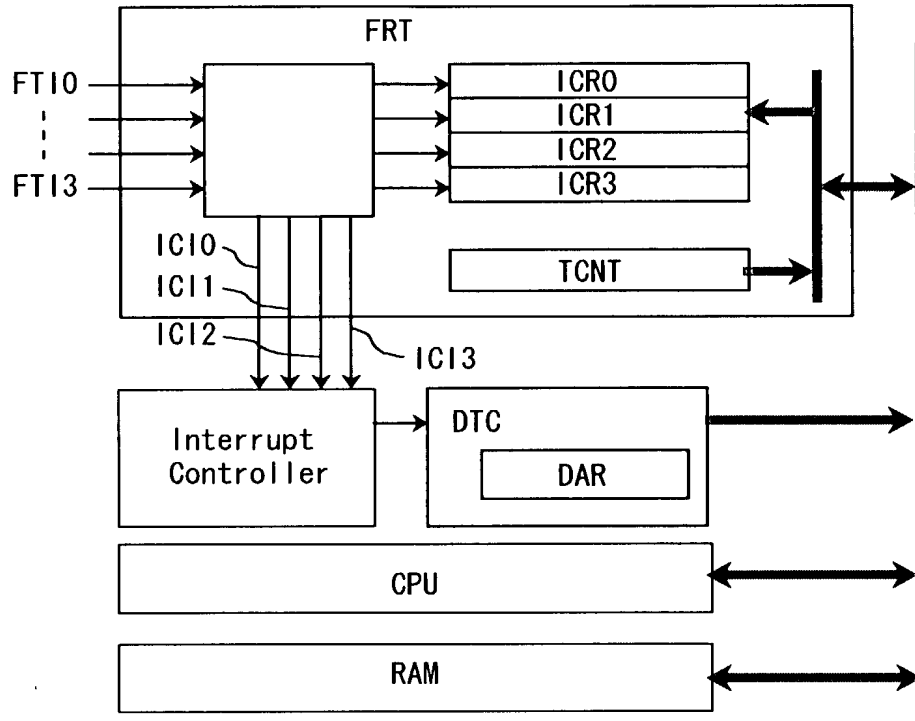 FRT
FTI0
FTI3
ICR0
ICR1
ICR2
ICR3
TCNT
ICI0
ICI1
ICI2
ICI3
Interrupt
Controller
DTC
DAR
CPU
RAM